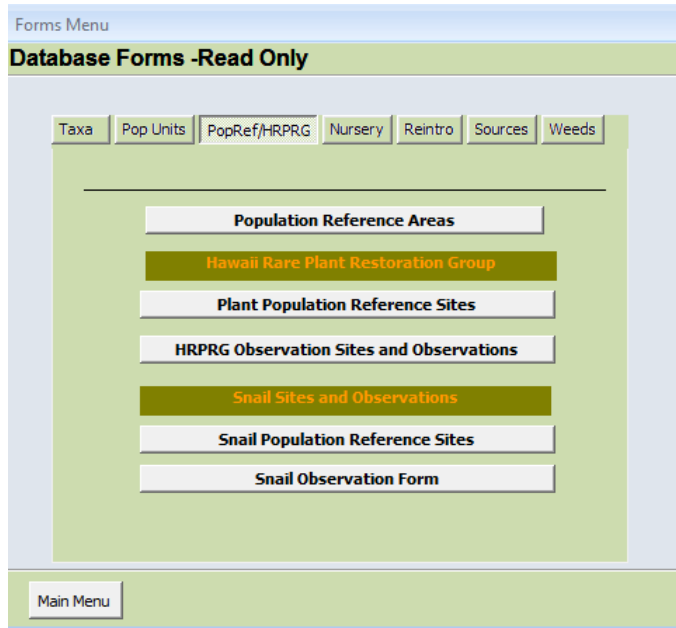 Forms Menu
Database Forms -Read Only
Taxa Pop Units PopRef/HRPRG Nursery Reintro Sources Weeds
Population Reference Areas
Hawaii Rare Plant Restoration Group
Plant Population Reference Sites
HRPRG Observation Sites and Observations
Snail Sites and Observations
Snail Population Reference Sites
Snail Observation Form
Main Menu